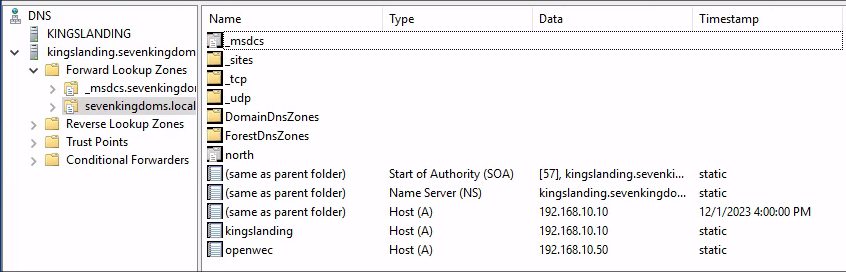 DNS
KINGSLANDING
kingslanding.sevenkingdom
Forward Lookup Zones
_msdcs.sevenkingdo
sevenkingdoms.local
Reverse Lookup Zones
Trust Points
Conditional Forwarders
Name Type Data Timestamp
_msdcs
_sites
_tcp
_udp
DomainDnsZones
ForestDnsZones
north
(same as parent folder) Start of Authority (SOA) [57], kingslanding.sevenki... static
(same as parent folder) Name Server (NS) kingslanding.sevenkingdo... static
(same as parent folder) Host (A) 192.168.10.10 12/1/2023 4:00:00 PM
kingslanding Host (A) 192.168.10.10 static
openwec Host (A) 192.168.10.50 static